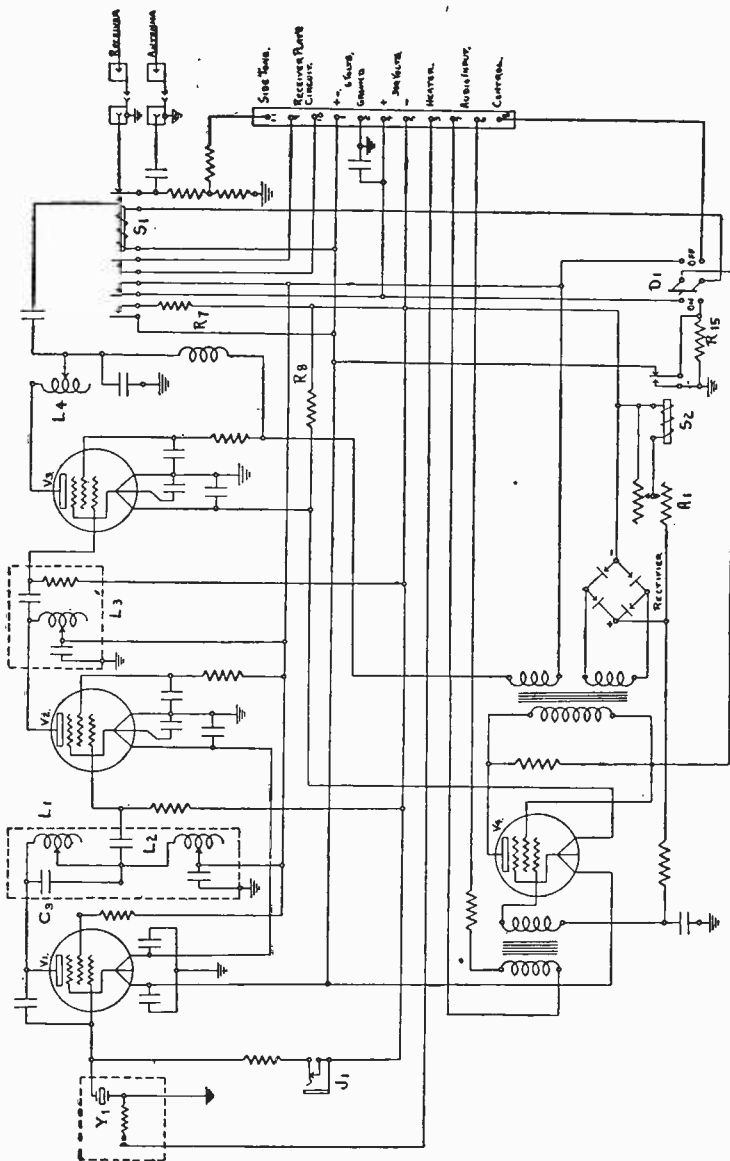 RECEIVER
ANTENNA
SIDE TONE.
RECEIVER PLATE
CIRCUIT.
+ - 6 VOLTS
GROUND
+
300 VOLTS
-
HEATER
AUDIO INPUT.
CONTROL.
S1
R7
R8
L4
V3.
L3
V2.
L1
L2
C3
V1.
Y1
J1
D1
OFF
ON
R15
S2
R1
-
RECTIFIER
+
V4.